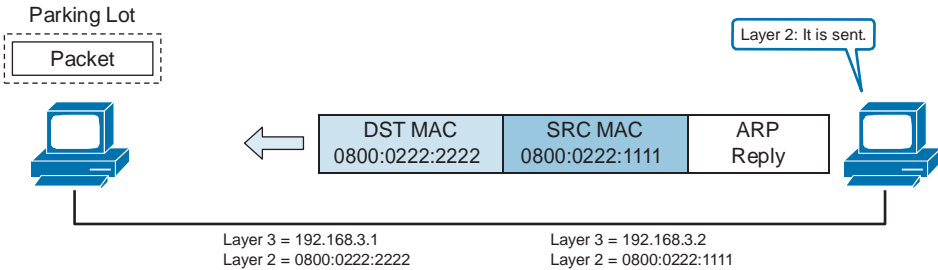 Parking Lot
Packet
Layer 2: It is sent.
DST MAC
0800:0222:2222
SRC MAC
0800:0222:1111
ARP
Reply
Layer 3 = 192.168.3.1
Layer 2 = 0800:0222:2222
Layer 3 = 192.168.3.2
Layer 2 = 0800:0222:1111